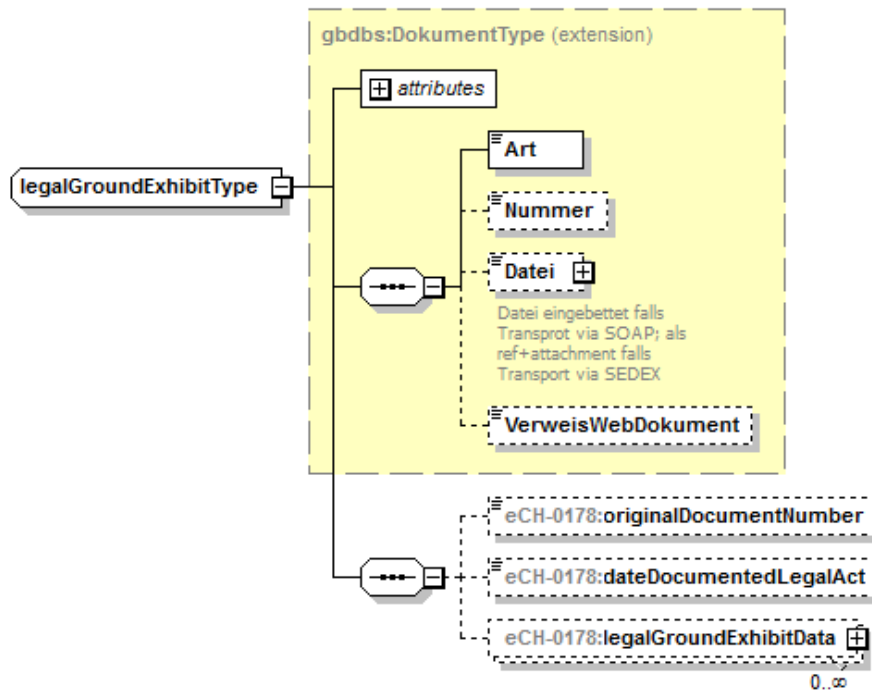 gbdbs:DokumentType (extension)
attributes
Art
legalGroundExhibitType
Nummer
Datei
Datei eingebettet falls
Transprot via SOAP; als
ref+attachment falls
Transport via SEDEX
VerweisWebDokument
eCH-0178:originalDocumentNumber
eCH-0178:dateDocumentedLegalAct
eCH-0178:legalGroundExhibitData
0..∞